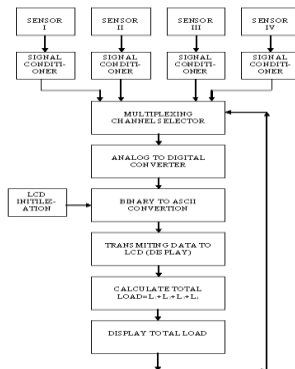 SENSOR
I
SENSOR
II
SENSOR
III
SENSOR
IV
SIGNAL
CONDITI-
ONER
SIGNAL
CONDITI-
ONER
SIGNAL
CONDITI-
ONER
SIGNAL
CONDITI-
ONER
MULTIPLEXING
CHANNEL SELECTOR
ANALOG TO DIGITAL
CONVERTER
LCD
INITILIZ-
ATION
BINARY TO ASCII
CONVERTION
TRANSMITING DATA TO
LCD (DISPLAY)
CALCULATE TOTAL
DISPLAY TOTAL LOAD